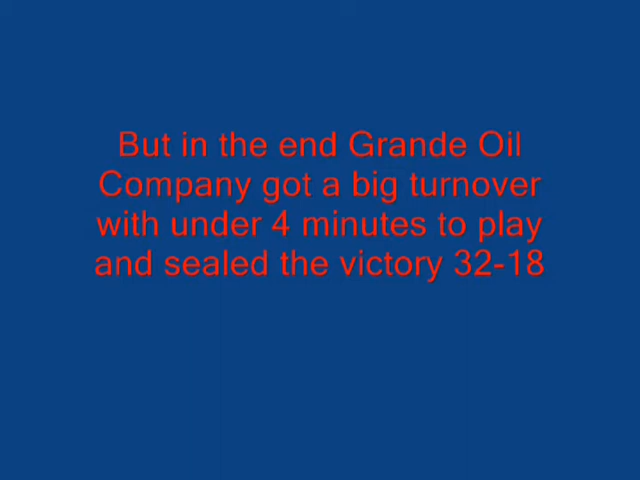 But in the end Grande Oil
Company got a big turnover
with under 4 minutes to play
and sealed the victory 32-18